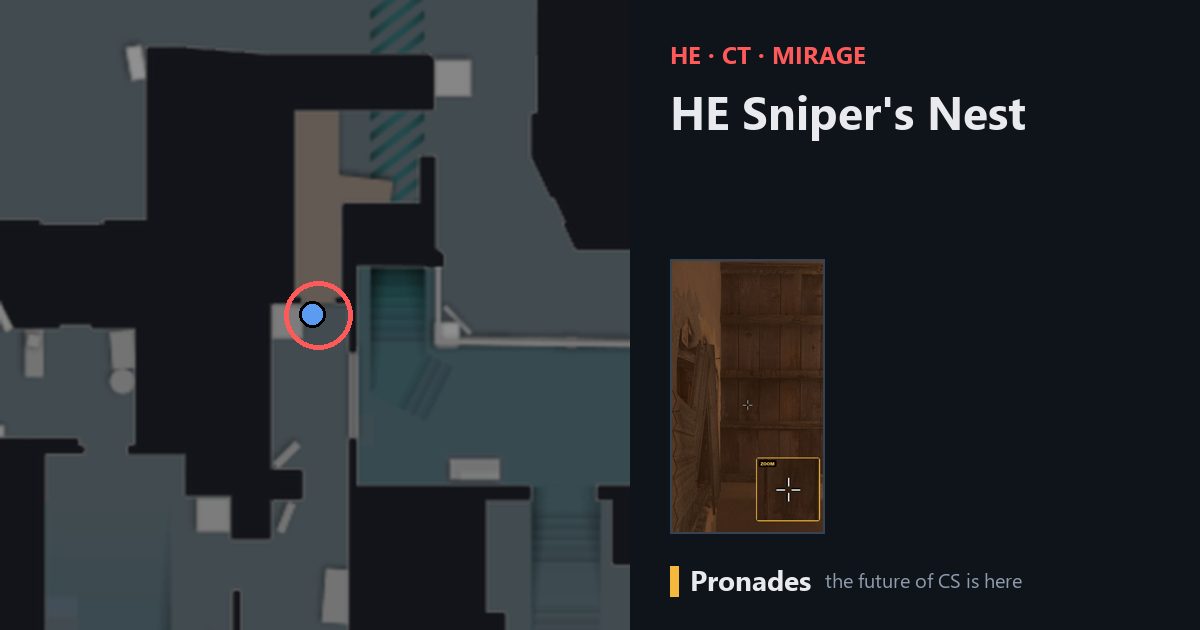 HE · CT · MIRAGE
HE Sniper's Nest
ZOOM
Pronades the future of CS is here